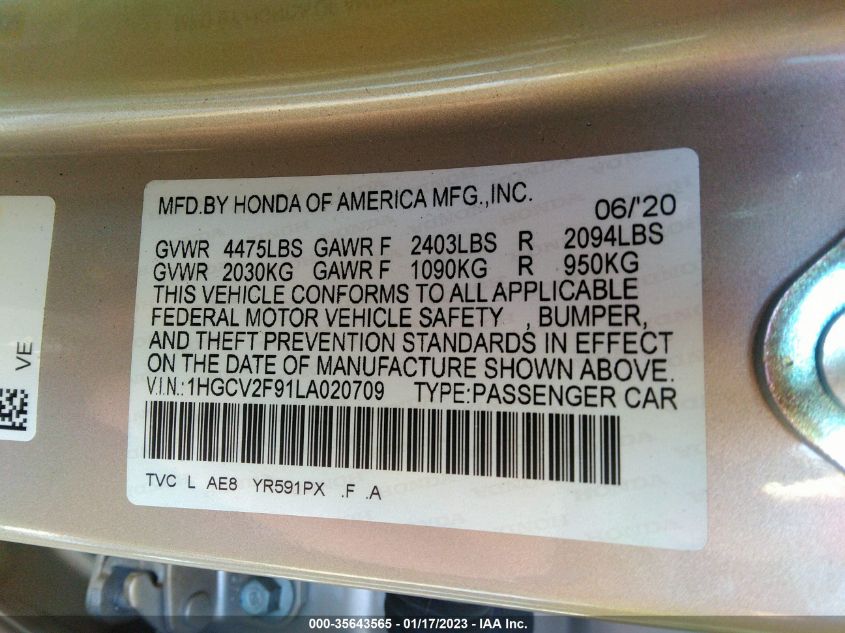 MFD.BY HONDA OF AMERICA MFG.,INC. 06/'20
GVWR 4475LBS GAWR F 2403LBS R 2094LBS
GVWR 2030KG GAWR F 1090KG R 950KG
THIS VEHICLE CONFORMS TO ALL APPLICABLE
FEDERAL MOTOR VEHICLE SAFETY , BUMPER,
AND THEFT PREVENTION STANDARDS IN EFFECT
ON THE DATE OF MANUFACTURE SHOWN ABOVE.
V.I.N.:1HGCV2F91LA020709 TYPE:PASSENGER CAR
TVC L AE8 YR591PX .F .A
VE
000-35643565 - 01/17/2023 - IAA Inc.